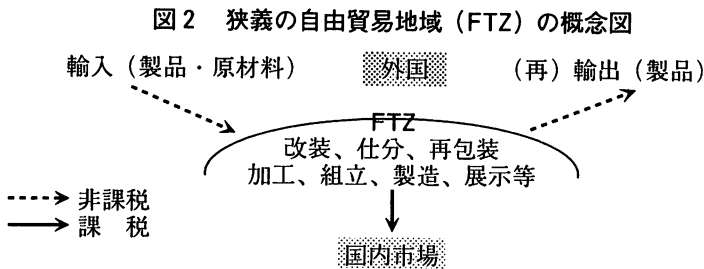 図2 狭義の自由貿易地域(FTZ)の概念図
輸入(製品・原材料)
外国
(再)輸出(製品)
FTZ
改装、仕分、再包装
加工、組立、製造、展示等
非課税
課 税
国内市場